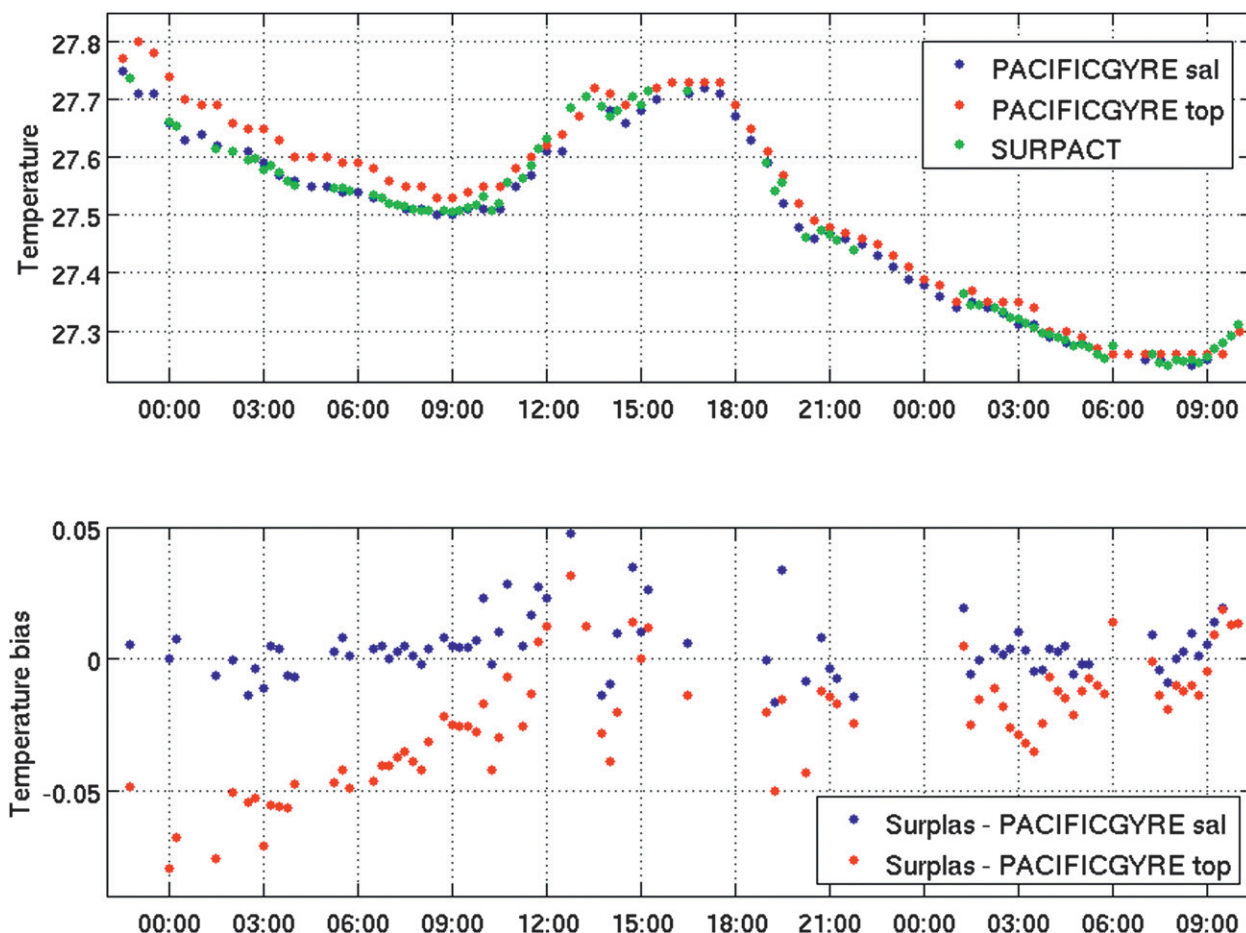 Temperature
27.8
27.7
27.6
27.5
27.4
27.3
PACIFICGYRE sal
PACIFICGYRE top
SURPACT
00:00 03:00 06:00 09:00 12:00 15:00 18:00 21:00 00:00 03:00 06:00 09:00
Temperature bias
0.05
0
-0.05
Surplas - PACIFICGYRE sal
Surplas - PACIFICGYRE top
00:00 03:00 06:00 09:00 12:00 15:00 18:00 21:00 00:00 03:00 06:00 09:00